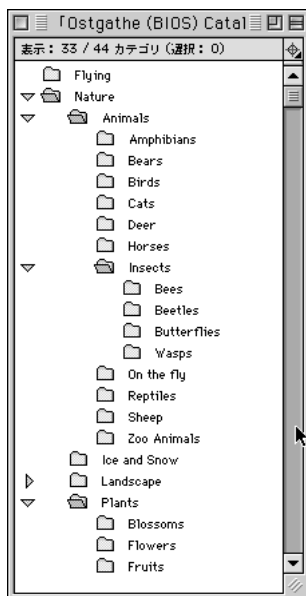 「Ostgathe (BIOS) Catal
表示: 33 / 44 カテゴリ (選択: 0)
Flying
Nature
Animals
Amphibians
Bears
Birds
Cats
Deer
Horses
Insects
Bees
Beetles
Butterflies
Wasps
On the fly
Reptiles
Sheep
Zoo Animals
Ice and Snow
Landscape
Plants
Blossoms
Flowers
Fruits